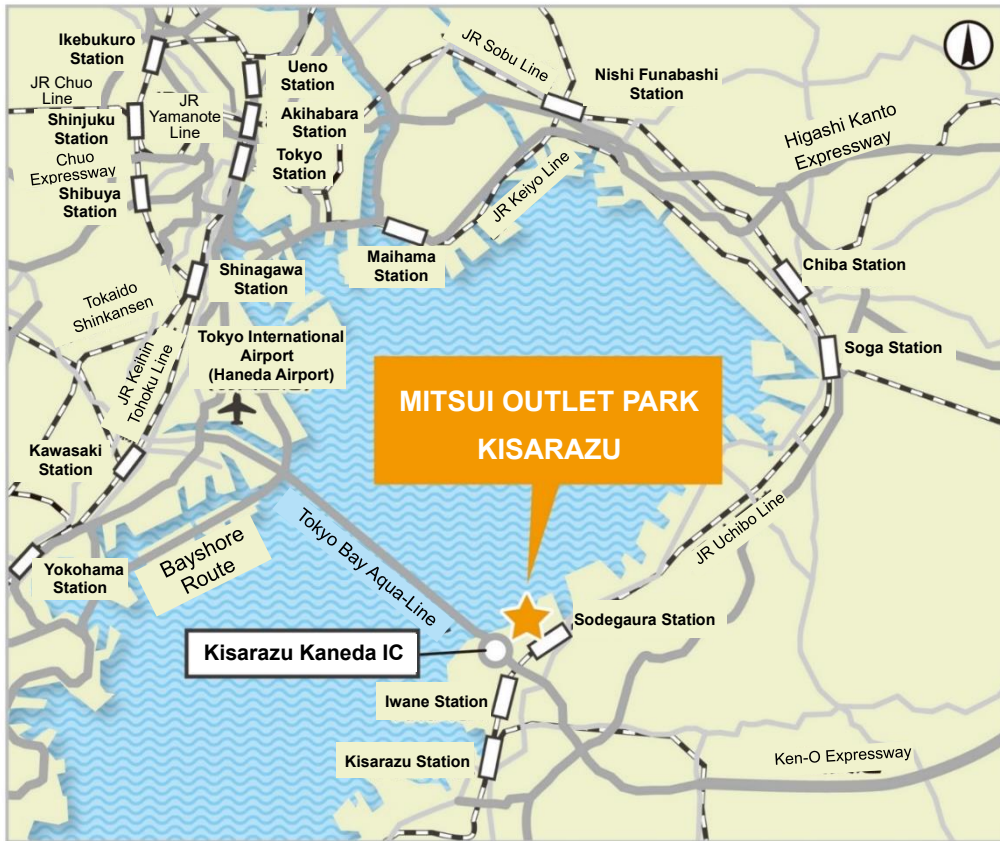 Ikebukuro
Station
Ueno
Station
JR Sobu Line
Nishi Funabashi
Station
JR Chuo
Line
JR
Yamanote
Line
Shinjuku
Station
Akihabara
Station
Higashi Kanto
Expressway
Chuo
Expressway
Tokyo
Station
Shibuya
Station
JR Keiyo Line
Maihama
Station
Shinagawa
Station
Chiba Station
Tokaido
Shinkansen
JR Keihin
Tohoku Line
Tokyo International
Airport
(Haneda Airport)
Soga Station
MITSUI OUTLET PARK
KISARAZU
Kawasaki
Station
JR Uchibo Line
Tokyo Bay Aqua-Line
Bayshore
Route
Yokohama
Station
Sodegaura Station
Kisarazu Kaneda IC
Iwane Station
Kisarazu Station
Ken-O Expressway